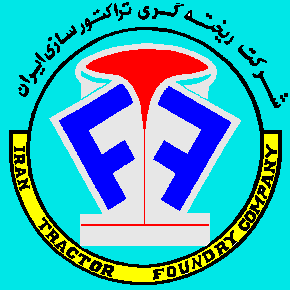 شرکت ریخته گری تراکتورسازی ایران
IRAN TRACTOR FOUNDRY COMPANY